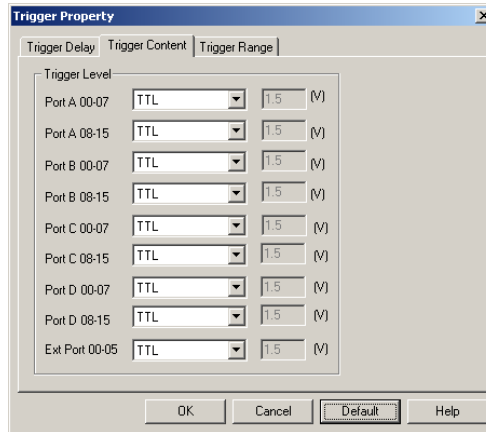 Trigger Property
Trigger Delay Trigger Content Trigger Range
Trigger Level
Port A 00-07 TTL 1.5 (V)
Port A 08-15 TTL 1.5 (V)
Port B 00-07 TTL 1.5 (V)
Port B 08-15 TTL 1.5 (V)
Port C 00-07 TTL 1.5 (V)
Port C 08-15 TTL 1.5 (V)
Port D 00-07 TTL 1.5 (V)
Port D 08-15 TTL 1.5 (V)
Ext Port 00-05 TTL 1.5 (V)
OK Cancel Default Help